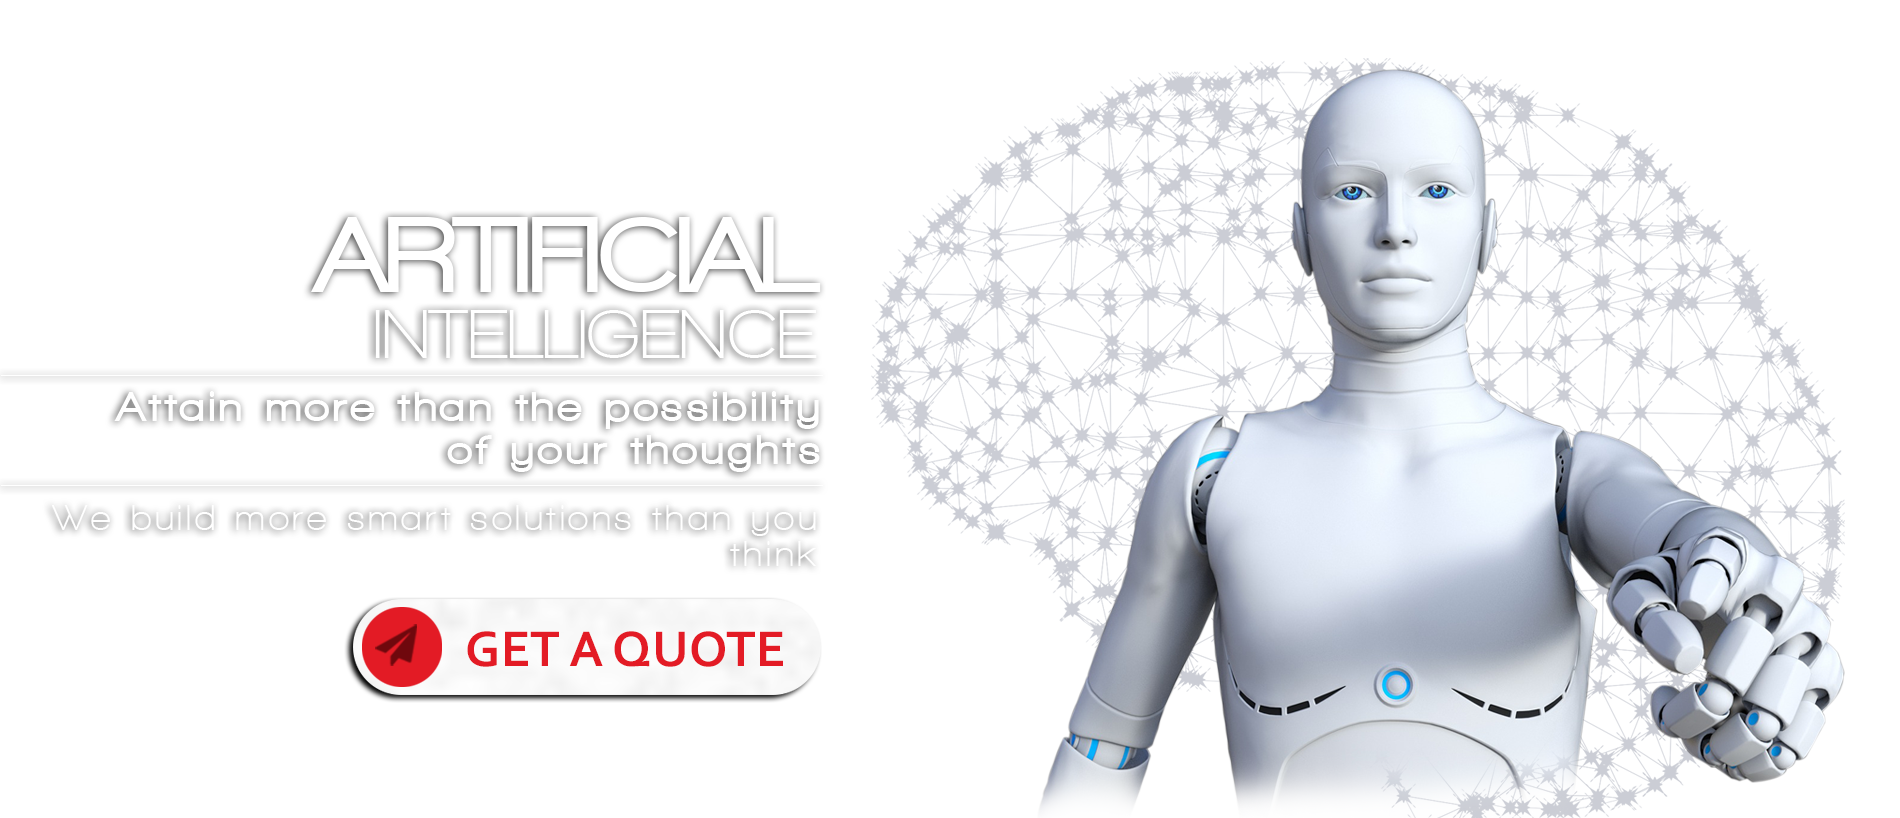 ARTIFICIAL
INTELLIGENCE
Attain more than the possibility
of your thoughts
We build more smart solutions than you
think
GET A QUOTE